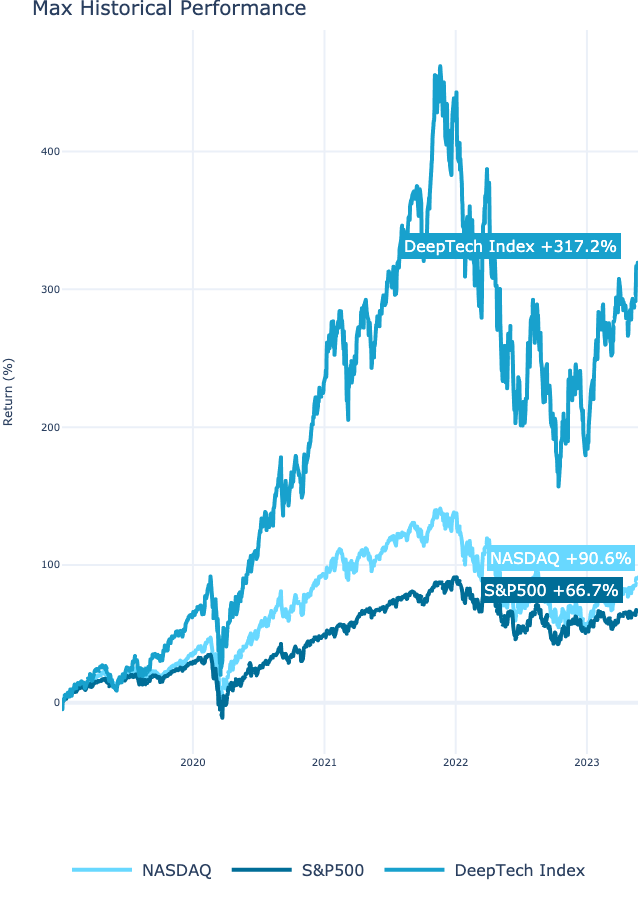 Max Historical Performance
400
DeepTech Index +317.2%
300
Return (%)
200
NASDAQ +90.6%
100
S&P500 +66.7%
0
2020 2021 2022 2023
NASDAQ S&P500 DeepTech Index